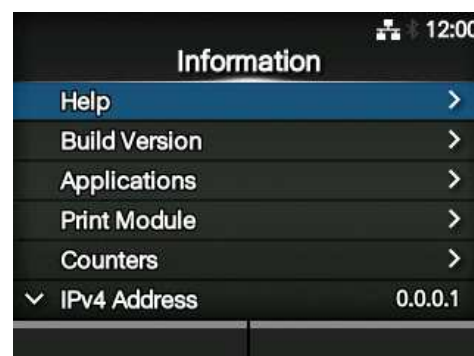 12:00
Information
Help
Build Version
Applications
Print Module
Counters
IPv4 Address 0.0.0.1